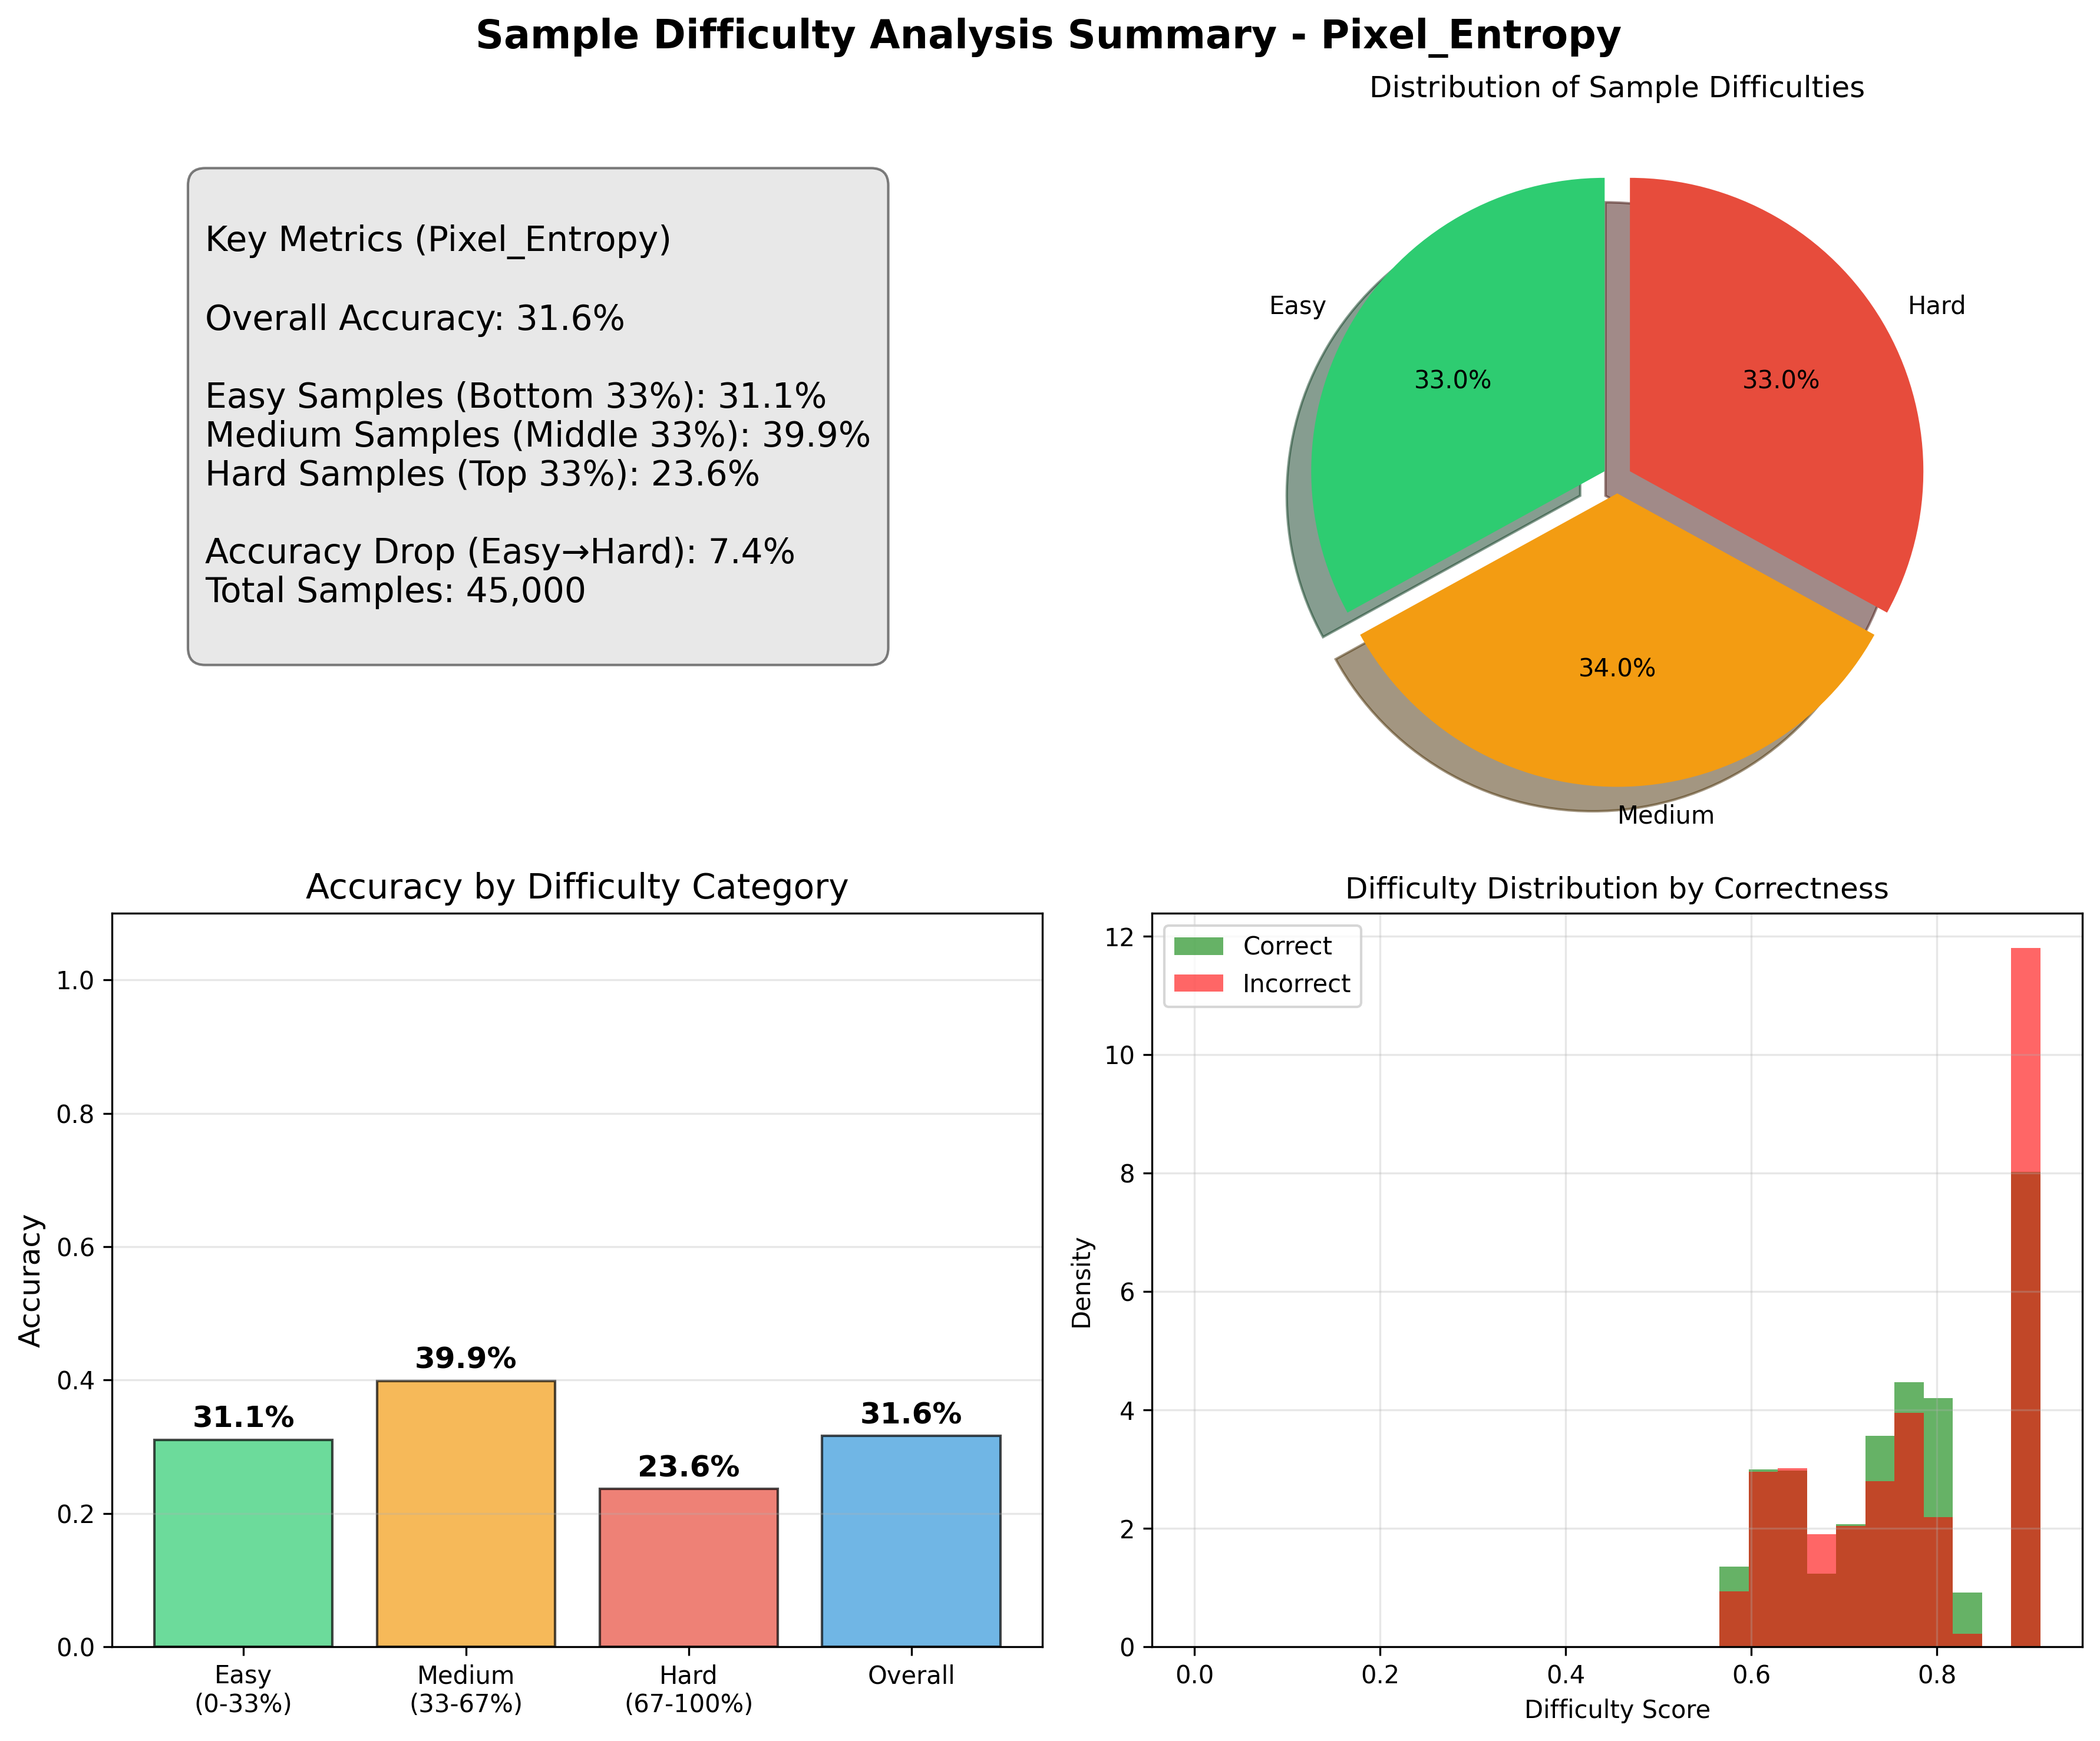 Sample Difficulty Analysis Summary - Pixel_Entropy
Key Metrics (Pixel_Entropy)
Overall Accuracy: 31.6%
Easy Samples (Bottom 33%): 31.1%
Medium Samples (Middle 33%): 39.9%
Hard Samples (Top 33%): 23.6%
Accuracy Drop (Easy→Hard): 7.4%
Total Samples: 45,000
Distribution of Sample Difficulties
Easy
Hard
33.0%
33.0%
34.0%
Medium
Accuracy by Difficulty Category
Accuracy
1.0
0.8
0.6
0.4
0.2
0.0
31.1%
39.9%
23.6%
31.6%
Easy
(0-33%)
Medium
(33-67%)
Hard
(67-100%)
Overall
Difficulty Distribution by Correctness
Correct
Incorrect
Density
12
10
8
6
4
2
0
0.0
0.2
0.4
0.6
0.8
Difficulty Score